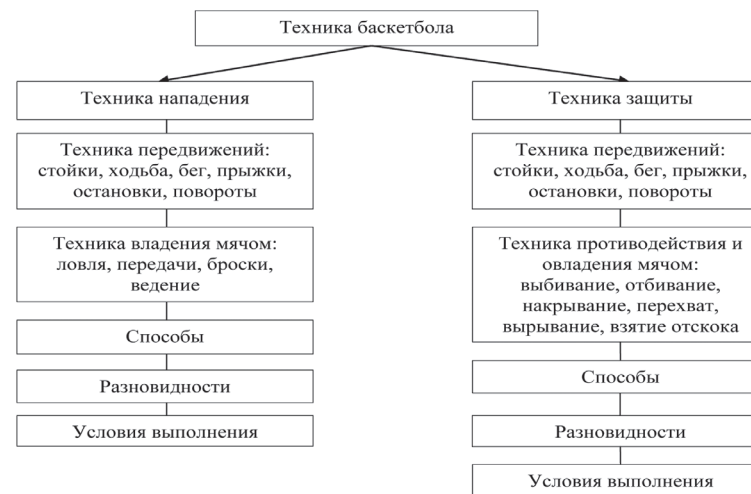 Техника баскетбола
Техника нападения
Техника передвижений:
стойки, ходьба, бег, прыжки,
остановки, повороты
Техника владения мячом:
ловля, передачи, броски,
ведение
Способы
Разновидности
Условия выполнения
Техника защиты
Техника передвижений:
стойки, ходьба, бег, прыжки,
остановки, повороты
Техника противодействия и
овладения мячом:
выбивание, отбивание,
накрывание, перехват,
вырывание, взятие отскока
Способы
Разновидности
Условия выполнения